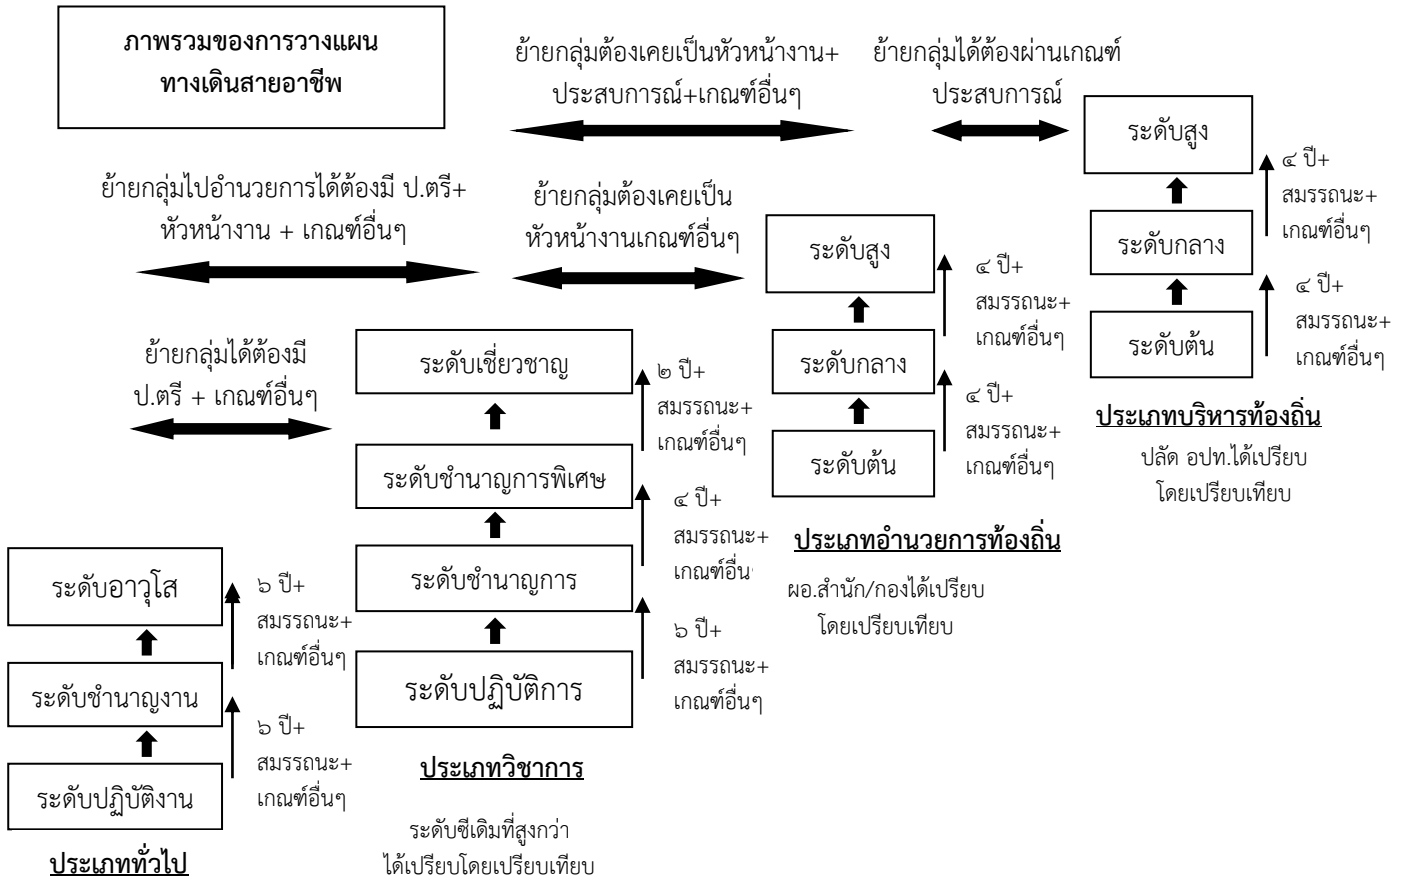 ภาพรวมของการวางแผน
ทางเดินสายอาชีพ
ย้ายกลุ่มต้องเคยเป็นหัวหน้างาน+
ประสบการณ์+เกณฑ์อื่นๆ
ย้ายกลุ่มได้ต้องผ่านเกณฑ์
ประสบการณ์
ย้ายกลุ่มไปอำนวยการได้ต้องมี ป.ตรี+
หัวหน้างาน + เกณฑ์อื่นๆ
ย้ายกลุ่มต้องเคยเป็น
หัวหน้างานเกณฑ์อื่นๆ
ย้ายกลุ่มได้ต้องมี
ป.ตรี + เกณฑ์อื่นๆ
ระดับอาวุโส
๖ ปี+
สมรรถนะ+
เกณฑ์อื่นๆ
ระดับชำนาญงาน
๖ ปี+
สมรรถนะ+
เกณฑ์อื่นๆ
ระดับปฏิบัติงาน
ประเภททั่วไป
ระดับเชี่ยวชาญ
๒ ปี+
สมรรถนะ+
เกณฑ์อื่นๆ
ระดับชำนาญการพิเศษ
๔ ปี+
สมรรถนะ+
เกณฑ์อื่น
ระดับชำนาญการ
๖ ปี+
สมรรถนะ+
เกณฑ์อื่นๆ
ระดับปฏิบัติการ
ประเภทวิชาการ
ระดับซีเดิมที่สูงกว่า
ได้เปรียบโดยเปรียบเทียบ
ระดับสูง
๔ ปี+
สมรรถนะ+
เกณฑ์อื่นๆ
ระดับกลาง
๔ ปี+
สมรรถนะ+
เกณฑ์อื่นๆ
ระดับต้น
ประเภทอำนวยการท้องถิ่น
ผอ.สำนัก/กองได้เปรียบ
โดยเปรียบเทียบ
ระดับสูง
๔ ปี+
สมรรถนะ+
เกณฑ์อื่นๆ
ระดับกลาง
๔ ปี+
สมรรถนะ+
เกณฑ์อื่นๆ
ระดับต้น
ประเภทบริหารท้องถิ่น
ปลัด อปท.ได้เปรียบ
โดยเปรียบเทียบ